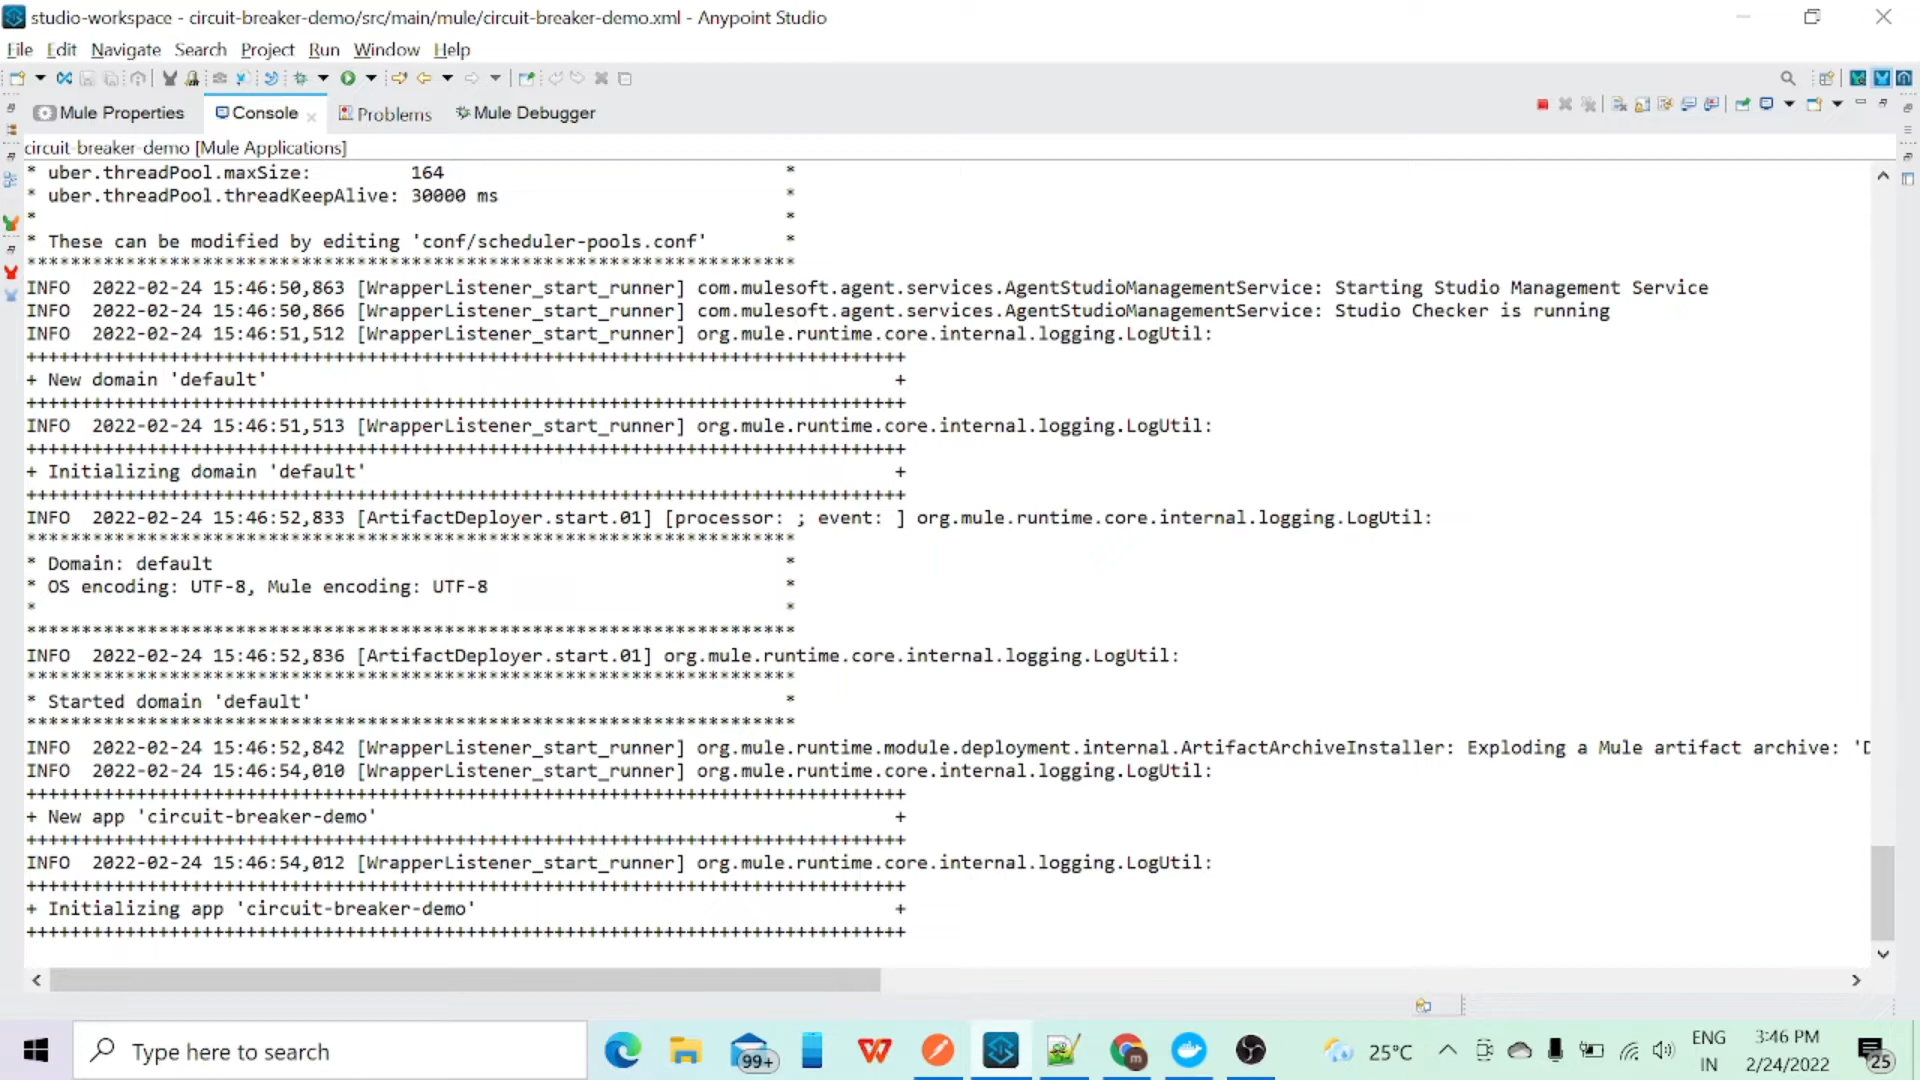 studio-workspace - circuit-breaker-demo/src/main/mule/circuit-breaker-demo.xml - Anypoint Studio
File Edit Navigate Search Project Run Window Help
Mule Properties Console Problems Mule Debugger
circuit-breaker-demo [Mule Applications]
* uber.threadPool.maxSize: 164 *
* uber.threadPool.threadKeepAlive: 30000 ms *
* *
* These can be modified by editing 'conf/scheduler-pools.conf' *
**********************************************************************
INFO 2022-02-24 15:46:50,863 [WrapperListener_start_runner] com.mulesoft.agent.services.AgentStudioManagementService: Starting Studio Management Service
INFO 2022-02-24 15:46:50,866 [WrapperListener_start_runner] com.mulesoft.agent.services.AgentStudioManagementService: Studio Checker is running
INFO 2022-02-24 15:46:51,512 [WrapperListener_start_runner] org.mule.runtime.core.internal.logging.LogUtil:
++++++++++++++++++++++++++++++++++++++++++++++++++++++++++++++++++++++++++++++++
+ New domain 'default' +
++++++++++++++++++++++++++++++++++++++++++++++++++++++++++++++++++++++++++++++++
INFO 2022-02-24 15:46:51,513 [WrapperListener_start_runner] org.mule.runtime.core.internal.logging.LogUtil:
++++++++++++++++++++++++++++++++++++++++++++++++++++++++++++++++++++++++++++++++
+ Initializing domain 'default' +
++++++++++++++++++++++++++++++++++++++++++++++++++++++++++++++++++++++++++++++++
INFO 2022-02-24 15:46:52,833 [ArtifactDeployer.start.01] [processor: ; event: ] org.mule.runtime.core.internal.logging.LogUtil:
**********************************************************************
* Domain: default *
* OS encoding: UTF-8, Mule encoding: UTF-8 *
* *
**********************************************************************
INFO 2022-02-24 15:46:52,836 [ArtifactDeployer.start.01] org.mule.runtime.core.internal.logging.LogUtil:
**********************************************************************
* Started domain 'default' *
**********************************************************************
INFO 2022-02-24 15:46:52,842 [WrapperListener_start_runner] org.mule.runtime.module.deployment.internal.ArtifactArchiveInstaller: Exploding a Mule artifact archive: 'D
INFO 2022-02-24 15:46:54,010 [WrapperListener_start_runner] org.mule.runtime.core.internal.logging.LogUtil:
++++++++++++++++++++++++++++++++++++++++++++++++++++++++++++++++++++++++++++++++
+ New app 'circuit-breaker-demo' +
++++++++++++++++++++++++++++++++++++++++++++++++++++++++++++++++++++++++++++++++
INFO 2022-02-24 15:46:54,012 [WrapperListener_start_runner] org.mule.runtime.core.internal.logging.LogUtil:
++++++++++++++++++++++++++++++++++++++++++++++++++++++++++++++++++++++++++++++++
+ Initializing app 'circuit-breaker-demo' +
++++++++++++++++++++++++++++++++++++++++++++++++++++++++++++++++++++++++++++++++
Type here to search
99+
m
25°C
ENG
IN
3:46 PM
2/24/2022
25